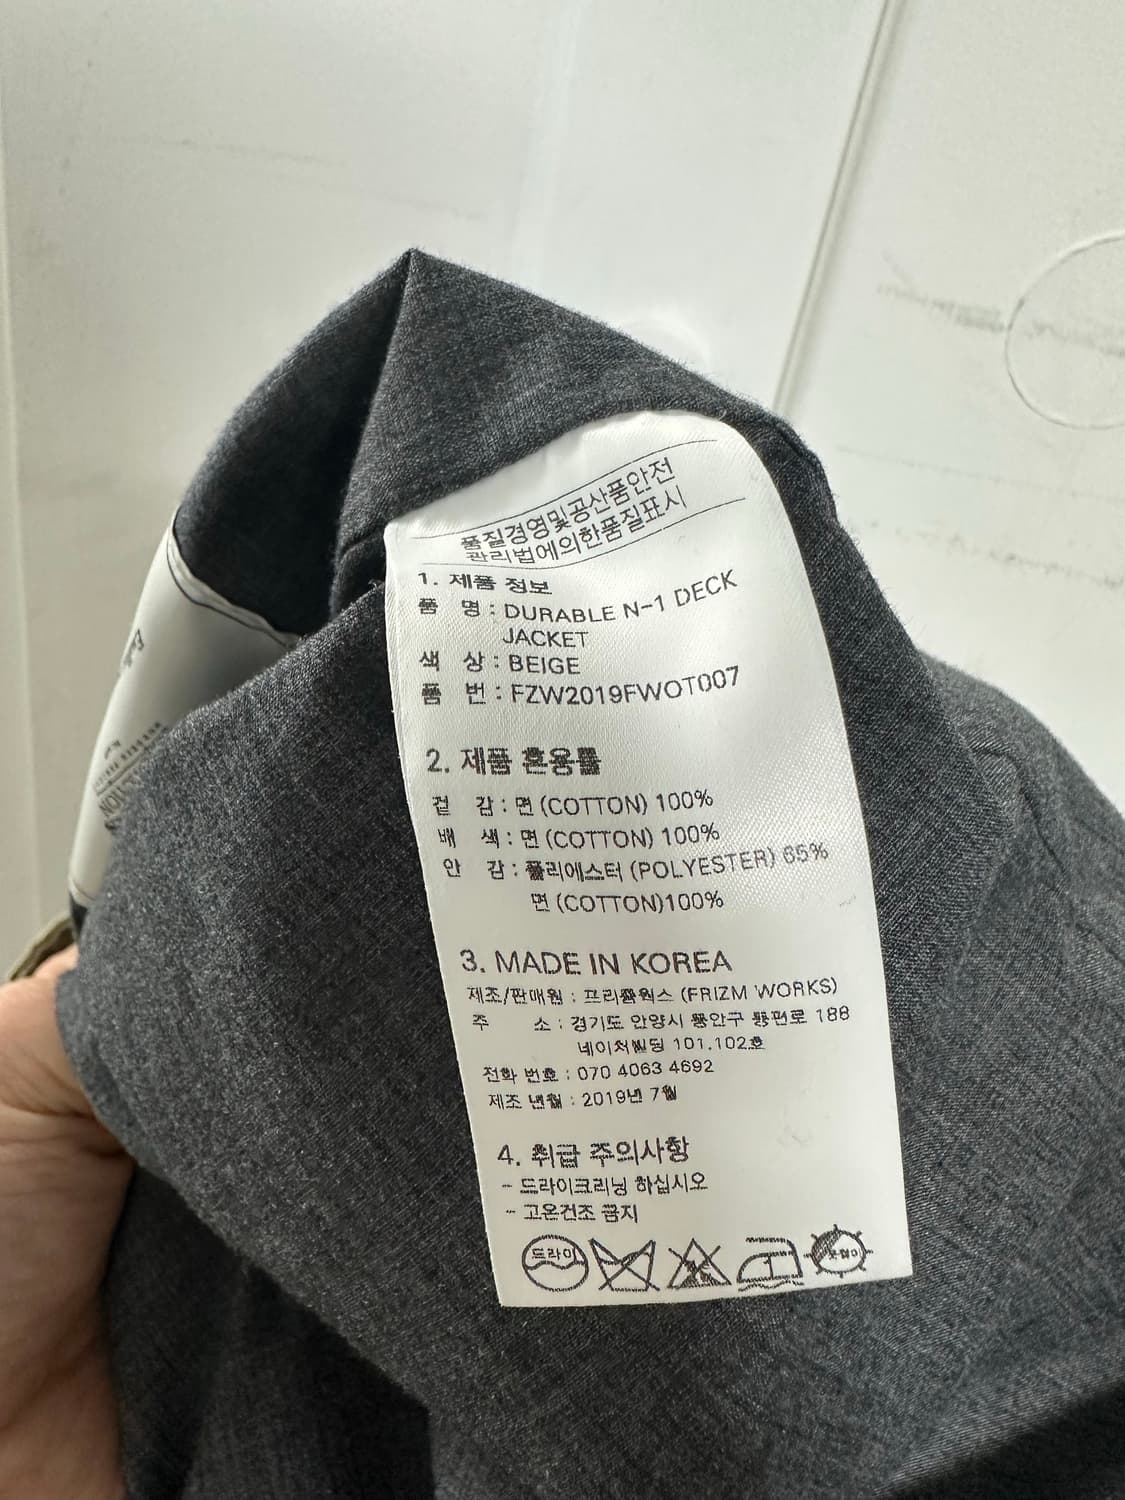 품질경영및공산품안전
관리법에의한품질표시
1. 제품 정보
품 명 : DURABLE N-1 DECK
JACKET
색 상 : BEIGE
품 번 : FZW2019FWOT007
2. 제품 혼용률
겉 감 : 면 (COTTON) 100%
배 색 : 면 (COTTON) 100%
안 감 : 폴리에스터 (POLYESTER) 65%
면 (COTTON)100%
3. MADE IN KOREA
제조/판매원 : 프리즘웍스 (FRIZM WORKS)
주 소 : 경기도 안양시 동안구 동편로 188
네이처빌딩 101.102호
전화 번호 : 070 4063 4692
제조 년월 : 2019년 7월
4. 취급 주의사항
- 드라이크리닝 하십시오
- 고온건조 금지
드라이